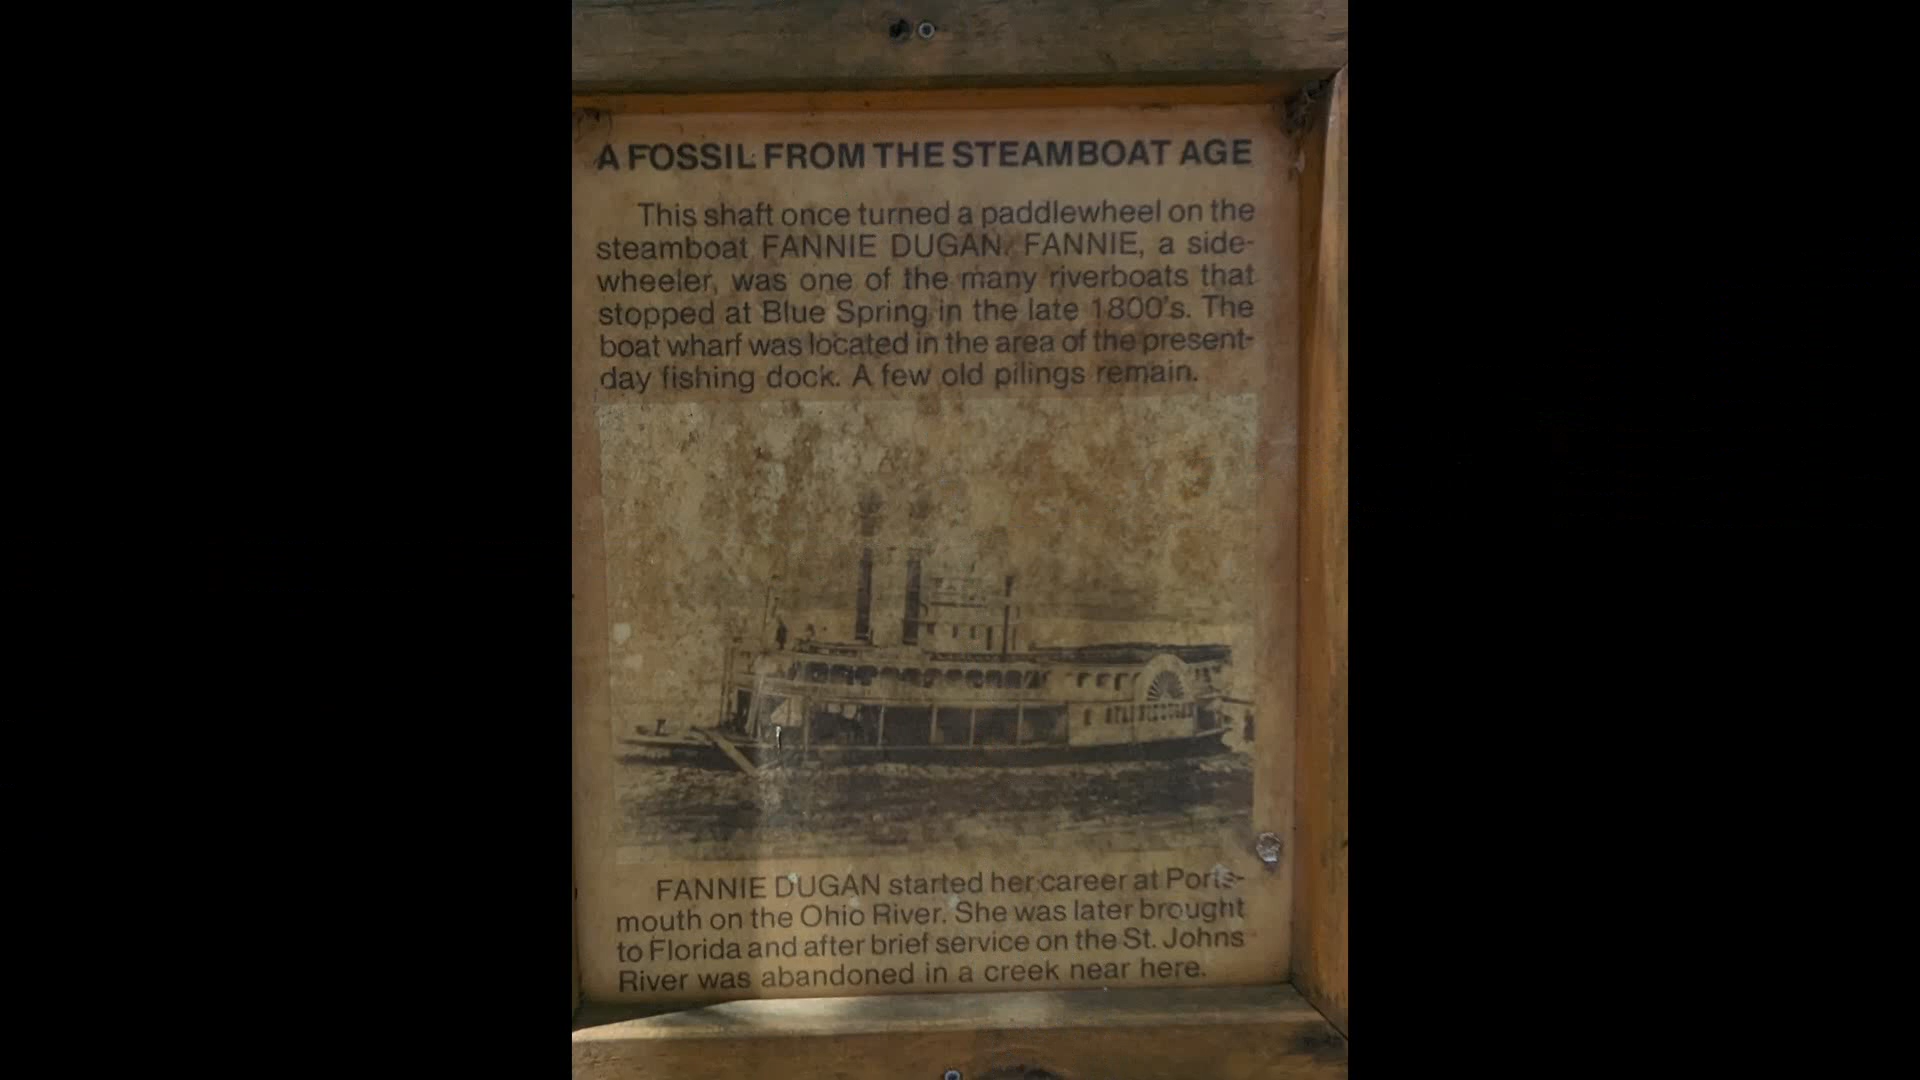 A FOSSIL FROM THE STEAMBOAT AGE
This shaft once turned a paddlewheel on the
steamboat FANNIE DUGAN. FANNIE, a side-
wheeler, was one of the many riverboats that
stopped at Blue Spring in the late 1800's. The
boat wharf was located in the area of the present-
day fishing dock. A few old pilings remain.
FANNIE DUGAN started her career at Ports-
mouth on the Ohio River. She was later brought
to Florida and after brief service on the St. Johns
River was abandoned in a creek near here.